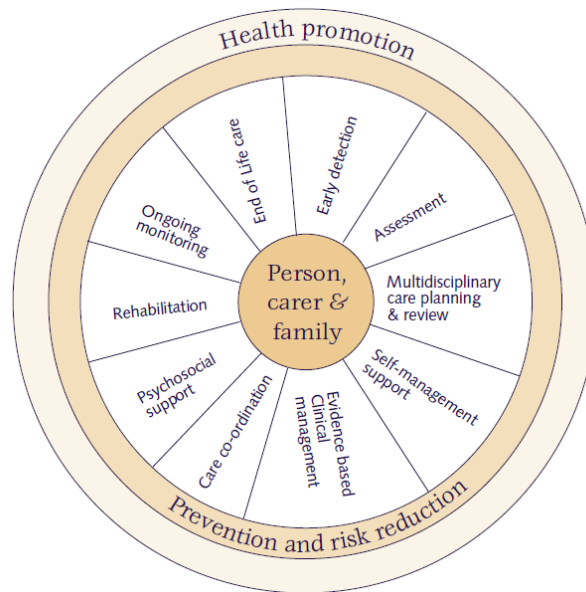 Health promotion
End of Life care
Early detection
Assessment
Ongoing
monitoring
Person,
carer &
family
Multidisciplinary
care planning
& review
Rehabilitation
Self-management
support
Psychosocial
support
Care co-ordination
Evidence based
Clinical
management
Prevention and risk reduction